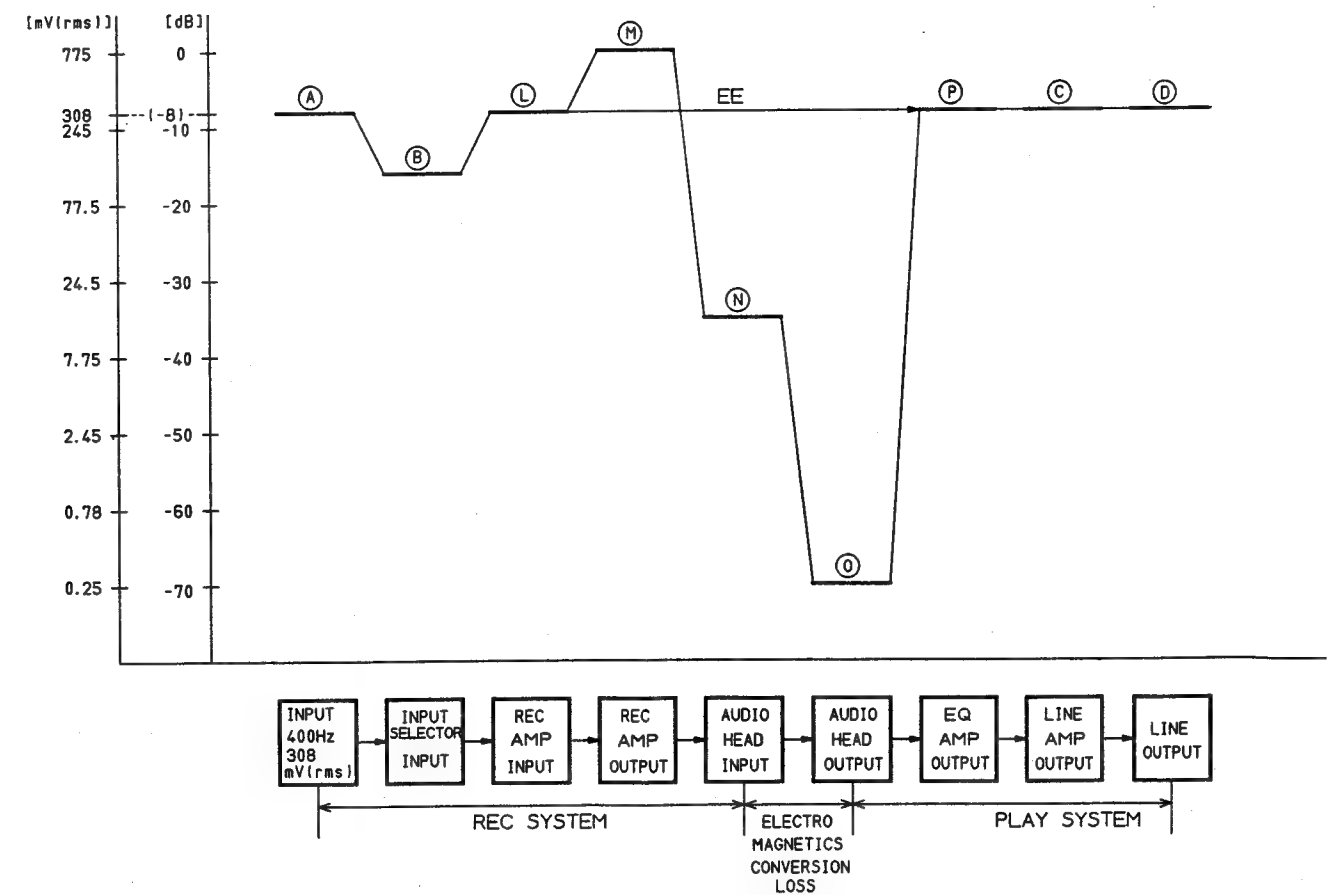 [mV(rms)] [dB]
775 0
308 (-8)
245 -10
77.5 -20
24.5 -30
7.75 -40
2.45 -50
0.78 -60
0.25 -70
A
B
L
M
EE
N
O
P
C
D
INPUT
400Hz
308
mV(rms)
INPUT
SELECTOR
INPUT
REC
AMP
INPUT
REC
AMP
OUTPUT
AUDIO
HEAD
INPUT
AUDIO
HEAD
OUTPUT
EQ
AMP
OUTPUT
LINE
AMP
OUTPUT
LINE
OUTPUT
REC SYSTEM
ELECTRO
MAGNETICS
CONVERSION
LOSS
PLAY SYSTEM